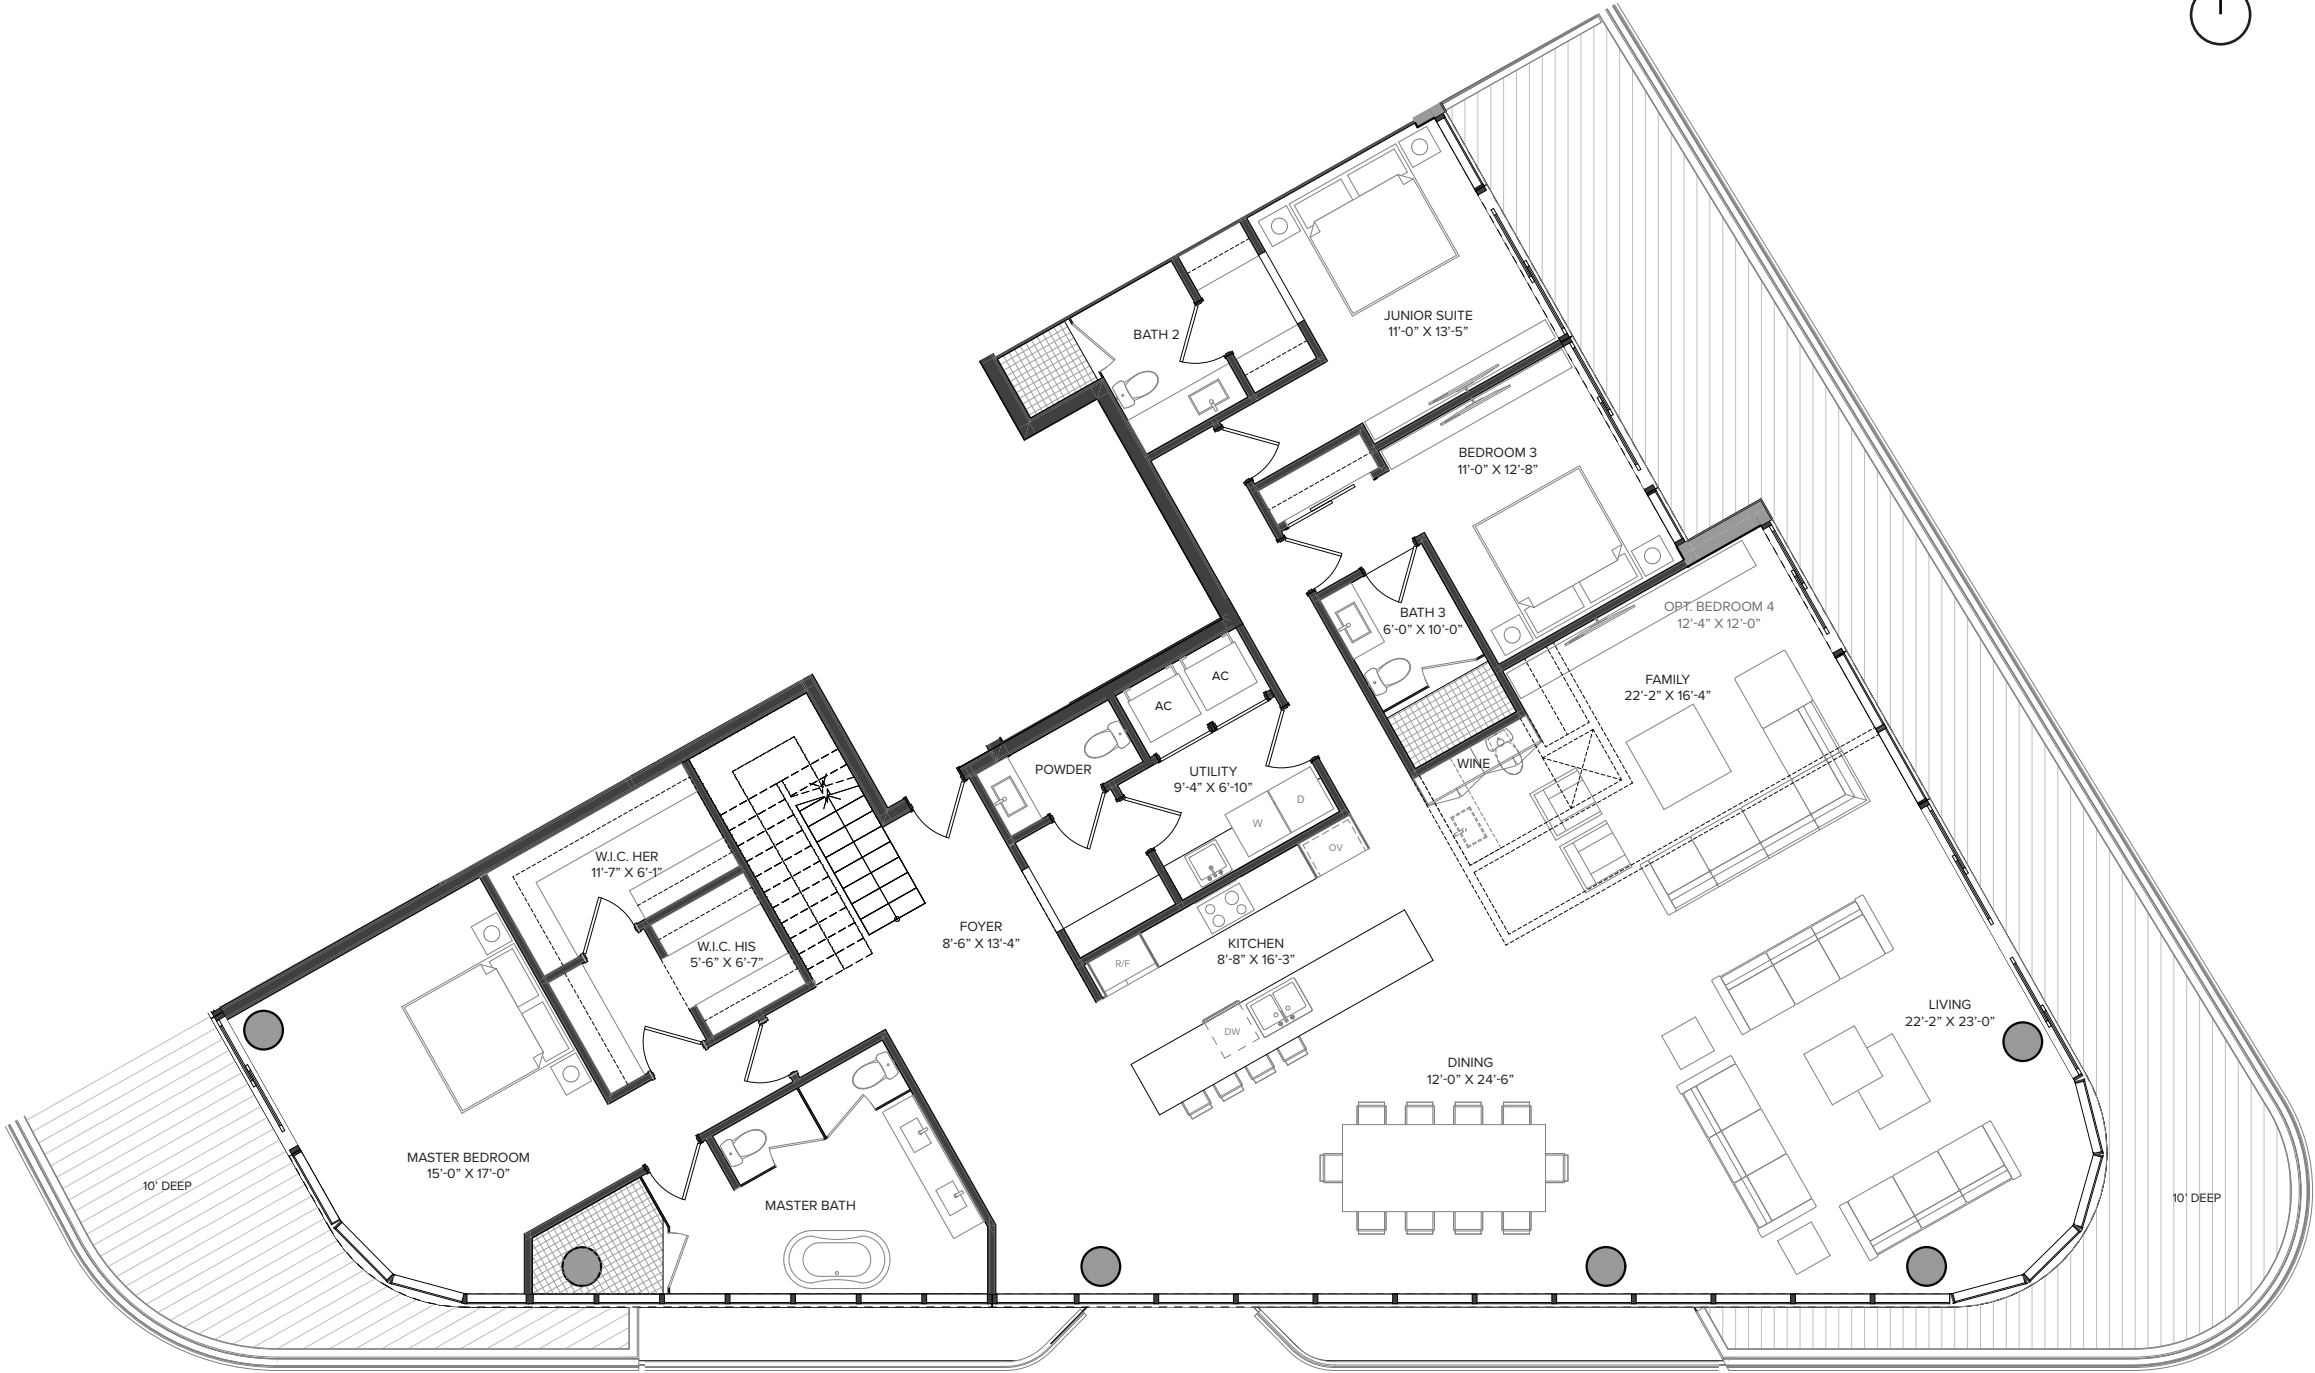 JUNIOR SUITE
11'-0" X 13'-5"
BATH 2
BEDROOM 3
11'-0" X 12'-8"
BATH 3
6'-0" X 10'-0"
OPT. BEDROOM 4
12'-4" X 12'-0"
FAMILY
22'-2" X 16'-4"
AC
AC
POWDER
UTILITY
9'-4" X 6'-10"
WINE
D
W
OV
W.I.C. HER
11'-7" X 6'-1"
W.I.C. HIS
5'-6" X 6'-7"
FOYER
8'-6" X 13'-4"
R/F
KITCHEN
8'-8" X 16'-3"
DW
LIVING
22'-2" X 23'-0"
DINING
12'-0" X 24'-6"
MASTER BEDROOM
15'-0" X 17'-0"
10' DEEP
MASTER BATH
10' DEEP